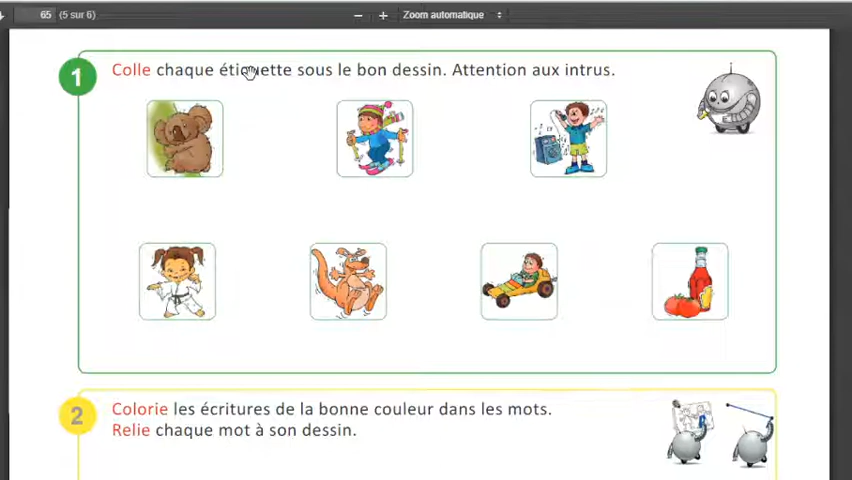 65 (5 sur 6) Zoom automatique
1 Colle chaque étiquette sous le bon dessin. Attention aux intrus.
2 Colorie les écritures de la bonne couleur dans les mots.
Relie chaque mot à son dessin.